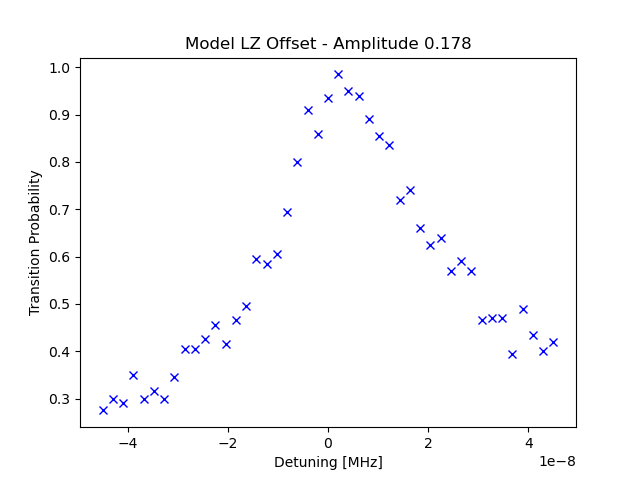 Model LZ Offset - Amplitude 0.178
1.0
0.9
0.8
0.7
0.6
0.5
0.4
0.3
Transition Probability
−4 −2 0 2 4
1e−8
Detuning [MHz]